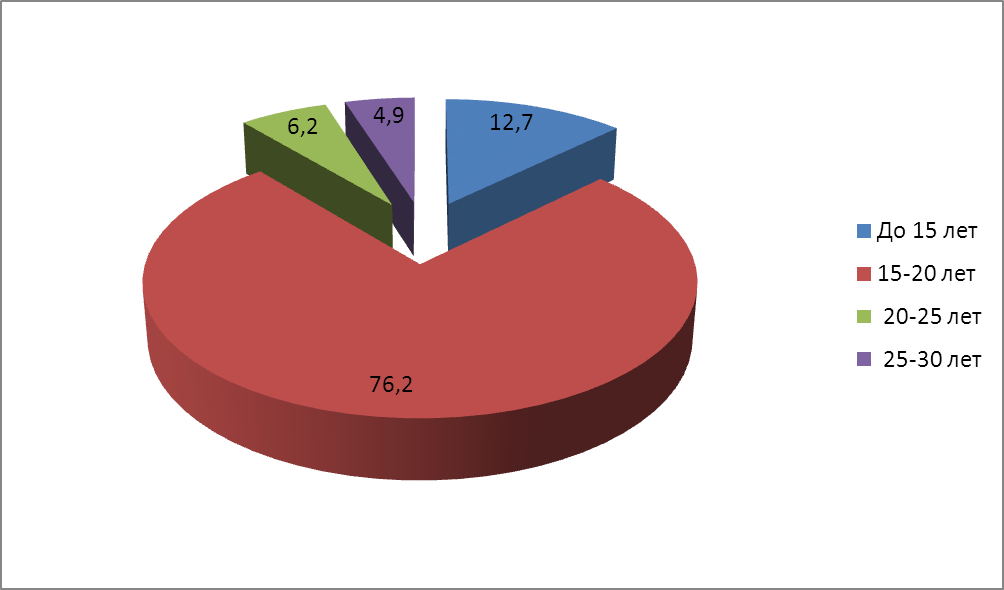 4,9
12,7
6,2
76,2
До 15 лет
15-20 лет
20-25 лет
25-30 лет